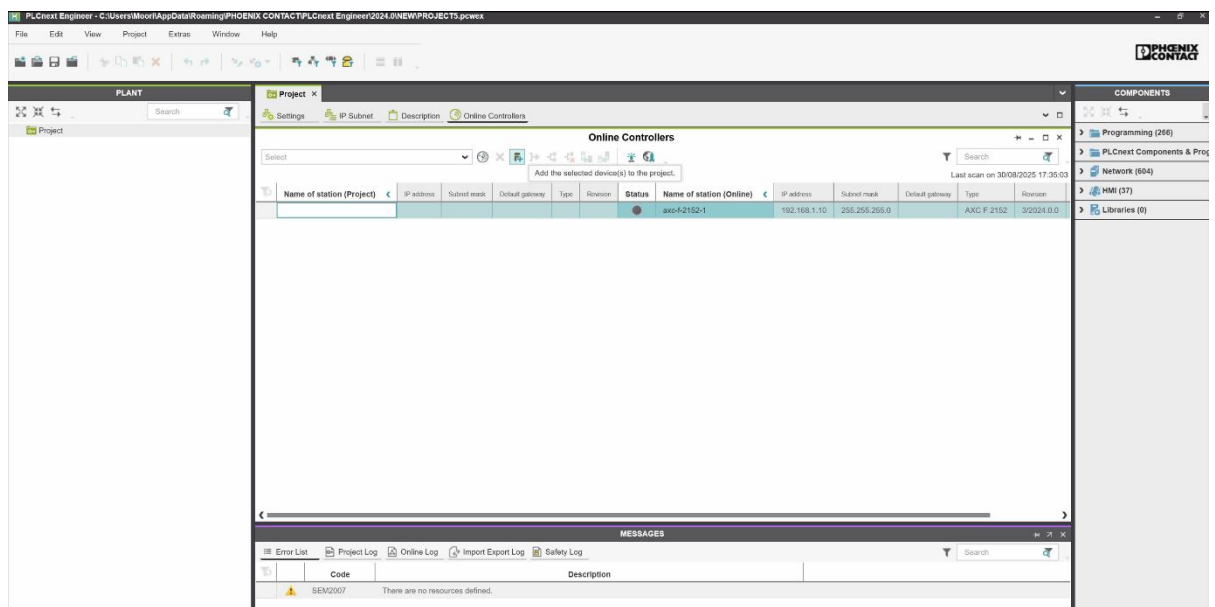 PLCnext Engineer - C:\Users\Moori\AppData\Roaming\PHOENIX CONTACT\PLCnext Engineer\2024.0\NEW\PROJECT5.pcwex
File Edit View Project Extras Window Help
PHOENIX
CONTACT
PLANT
Search
Project
Project
Settings IP Subnet Description Online Controllers
Online Controllers
Select
Search
Add the selected device(s) to the project.
Last scan on 30/08/2025 17:35:03
Name of station (Project) IP address Subnet mask Default gateway Type Revision Status Name of station (Online) IP address Subnet mask Default gateway Type Revision
axc-f-2152-1 192.168.1.10 255.255.255.0 AXC F 2152 3/2024.0.0
MESSAGES
Error List Project Log Online Log Import Export Log Safety Log
Search
Code Description
SEM2007 There are no resources defined.
COMPONENTS
Programming (266)
PLCnext Components & Prog
Network (604)
HMI (37)
Libraries (0)